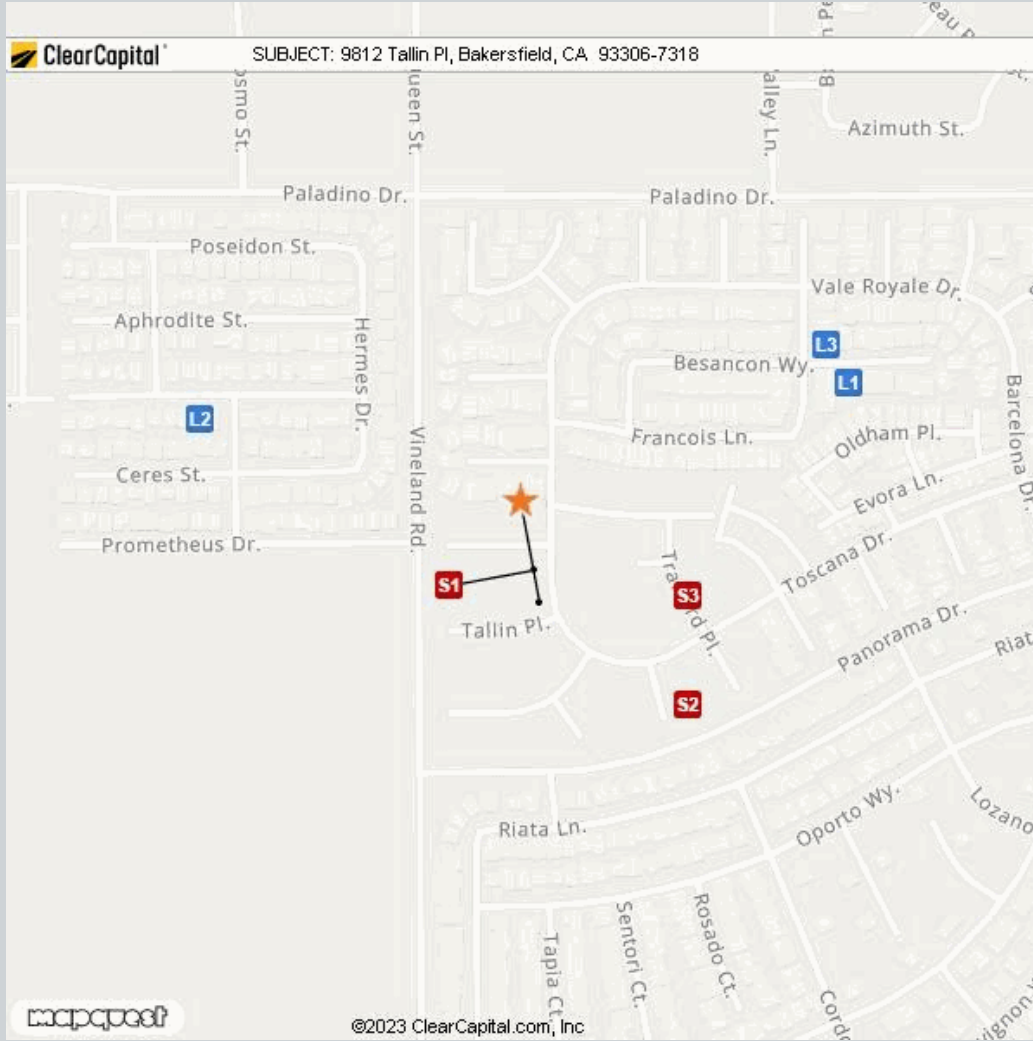 ClearCapital
SUBJECT: 9812 Tallin Pl, Bakersfield, CA 93306-7318
Azimuth St.
Paladino Dr.
Paladino Dr.
Poseidon St.
Vale Royale Dr.
Aphrodite St.
Hermes Dr.
L3
Besancon Wy.
L1
Barcelona Dr.
L2
Vineland Rd.
Francois Ln.
Oldham Pl.
Ceres St.
Evora Ln.
Prometheus Dr.
Toscana Dr.
S1
S3
Tallin Pl.
Panorama Dr.
S2
Riata Ln.
Oporto Wy.
Lozano
Sentori Ct.
Rosado Ct.
Tapia Ct.
mapquest
©2023 ClearCapital.com, Inc